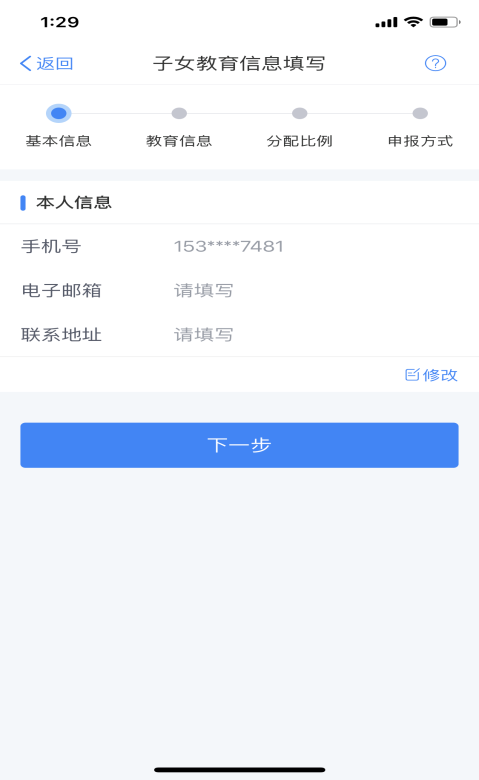 1:29
返回 子女教育信息填写 ?
基本信息 教育信息 分配比例 申报方式
本人信息
手机号 153****7481
电子邮箱 请填写
联系地址 请填写
修改
下一步